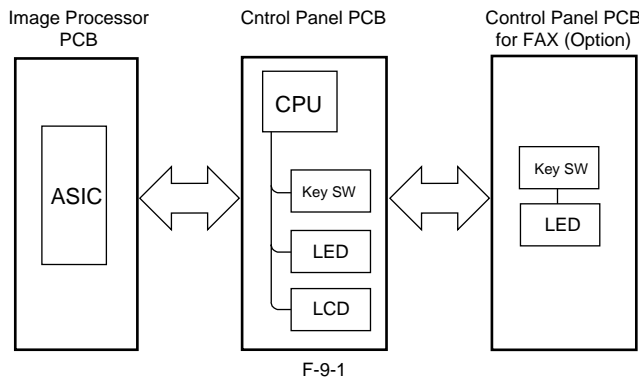 Image Processor
PCB
Cntrol Panel PCB
Control Panel PCB
for FAX (Option)
ASIC
CPU
Key SW
LED
LCD
Key SW
LED
F-9-1